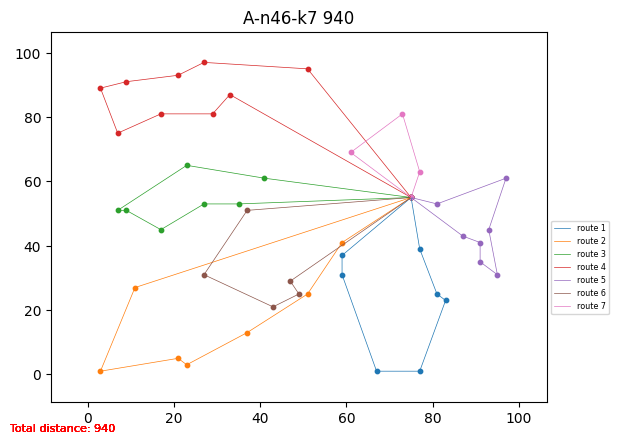 A-n46-k7 940
100
80
60
40
20
0
0 20 40 60 80 100
route 1
route 2
route 3
route 4
route 5
route 6
route 7
Total distance: 940